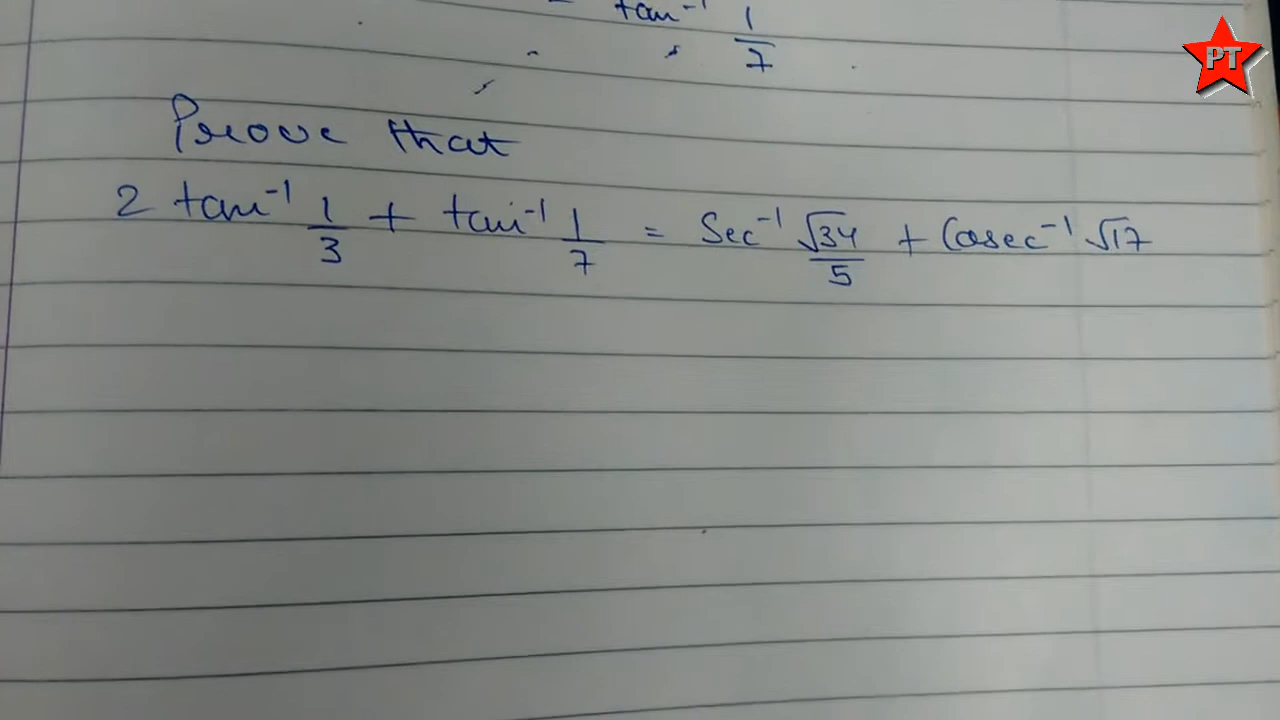 tan⁻¹ 1/7
PT
Prove that
2 tan⁻¹ 1/3 + tan⁻¹ 1/7 = Sec⁻¹ √34/5 + Cosec⁻¹ √17